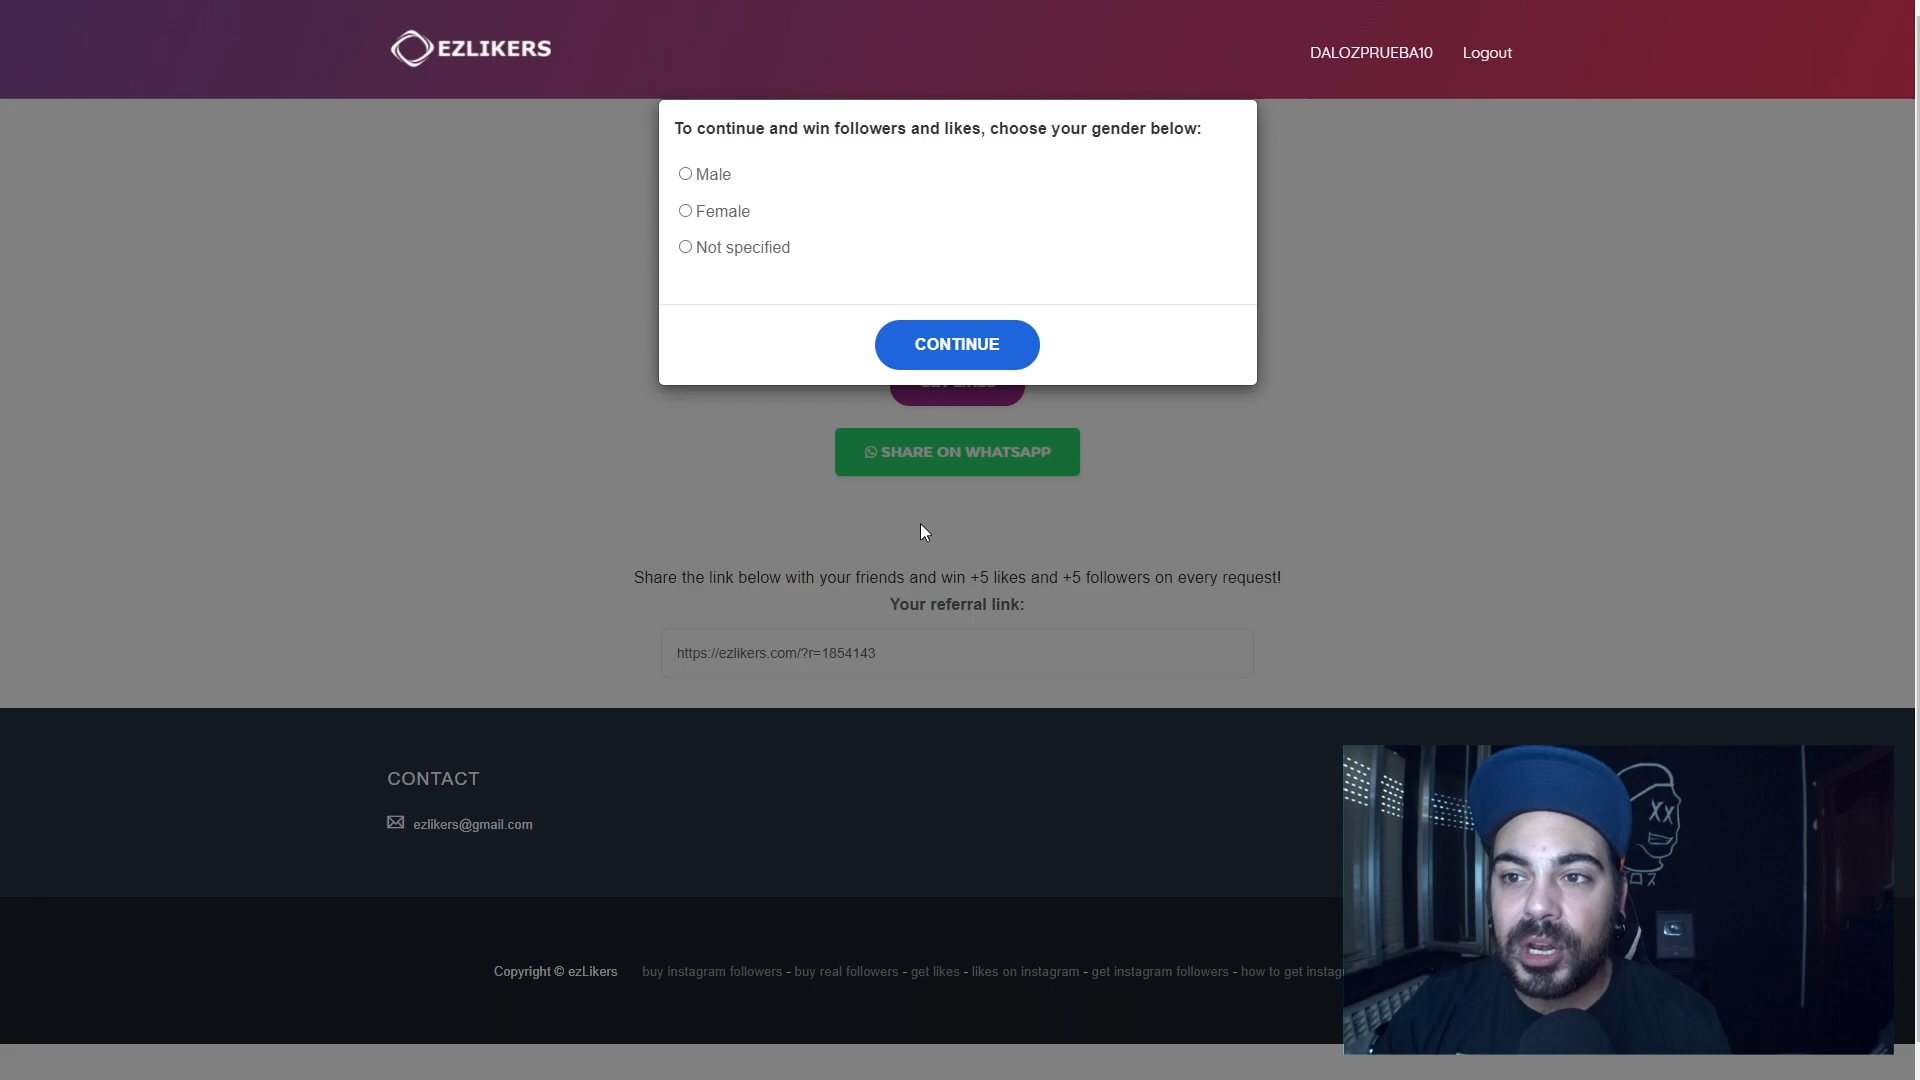 EZLIKERS
DALOZPRUEBA10 Logout
To continue and win followers and likes, choose your gender below:
Male
Female
Not specified
CONTINUE
SHARE ON WHATSAPP
Share the link below with your friends and win +5 likes and +5 followers on every request!
Your referral link:
https://ezlikers.com/?r=1854143
CONTACT
ezlikers@gmail.com
Copyright © ezLikers buy instagram followers - buy real followers - get likes - likes on instagram - get instagram followers - how to get